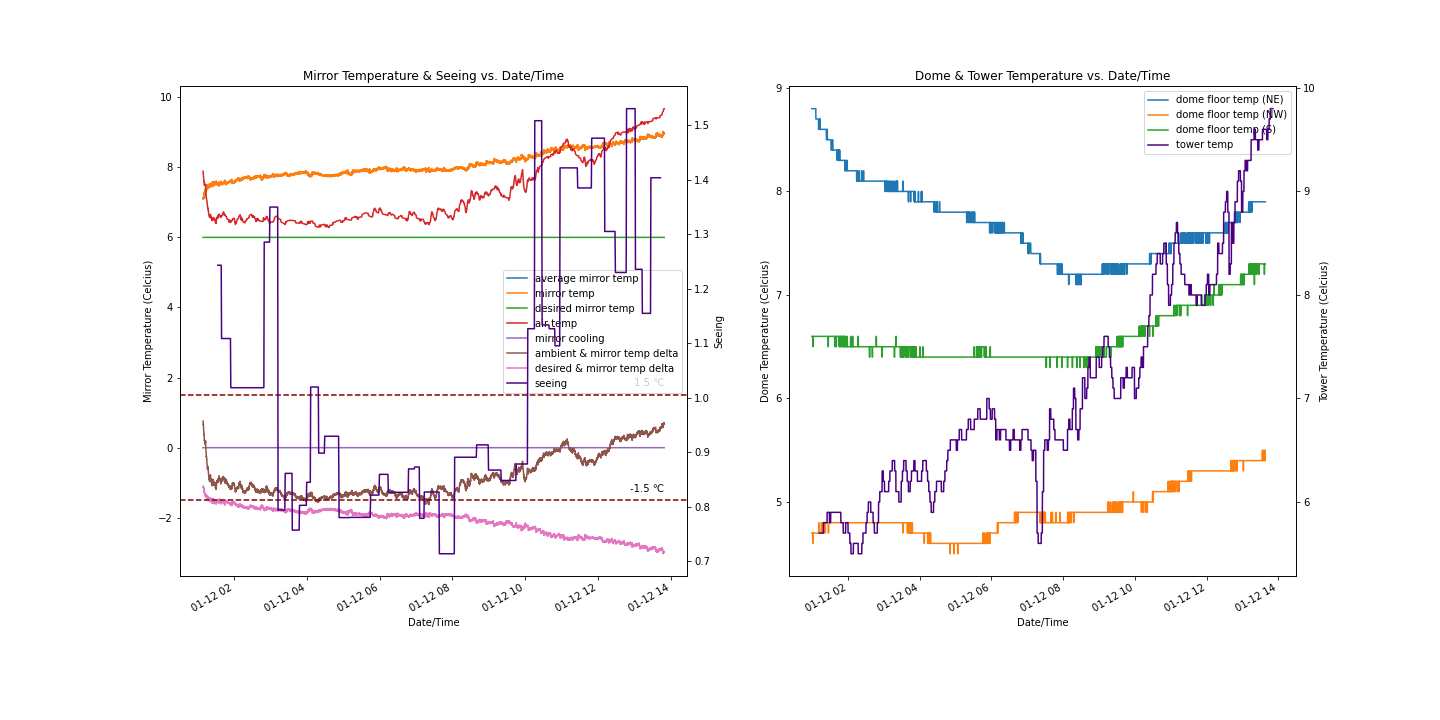 Mirror Temperature & Seeing vs. Date/Time
Mirror Temperature (Celcius)
10
8
6
4
2
0
−2
1.5
1.4
1.3
1.2
1.1
1.0
0.9
0.8
0.7
Seeing
average mirror temp
mirror temp
desired mirror temp
air temp
mirror cooling
ambient & mirror temp delta
desired & mirror temp delta
seeing
1.5 °C
-1.5 °C
01-12 02
01-12 04
01-12 06
01-12 08
01-12 10
01-12 12
01-12 14
Date/Time
Dome & Tower Temperature vs. Date/Time
Dome Temperature (Celcius)
9
8
7
6
5
10
9
8
7
6
Tower Temperature (Celcius)
dome floor temp (NE)
dome floor temp (NW)
dome floor temp (S)
tower temp
01-12 02
01-12 04
01-12 06
01-12 08
01-12 10
01-12 12
01-12 14
Date/Time